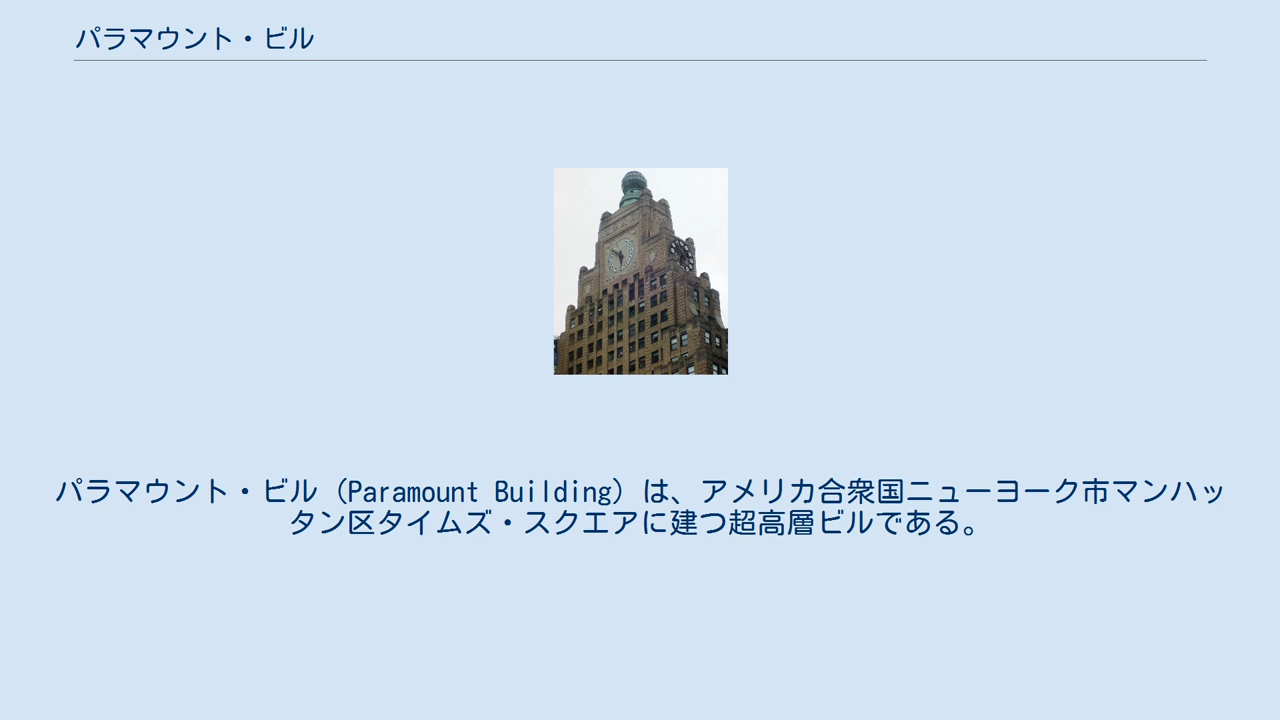 パラマウント・ビル
パラマウント・ビル（Paramount Building）は、アメリカ合衆国ニューヨーク市マンハッ
タン区タイムズ・スクエアに建つ超高層ビルである。